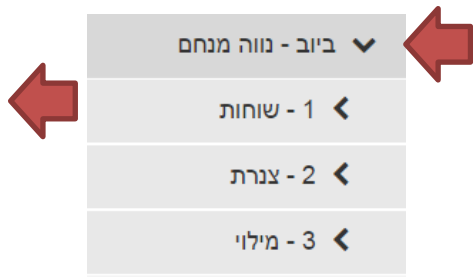 ביוב - נווה מנחם
1 - שוחות
2 - צנרת
3 - מילוי